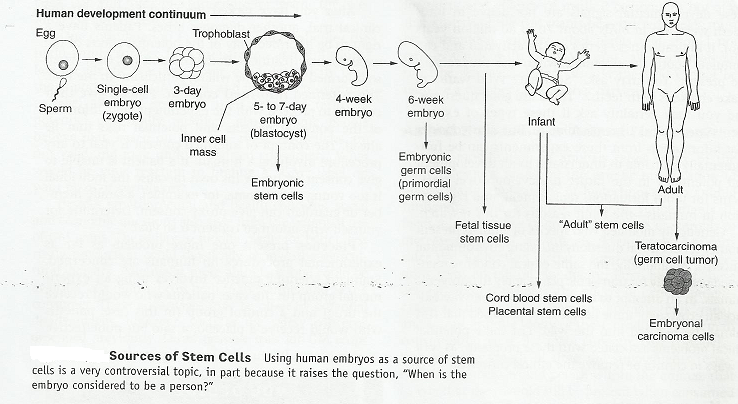 Human development continuum
Egg
Trophoblast
Sperm
Single-cell
embryo
(zygote)
3-day
embryo
Inner cell
mass
5- to 7-day
embryo
(blastocyst)
4-week
embryo
6-week
embryo
Infant
Adult
Embryonic
stem cells
Embryonic
germ cells
(primordial
germ cells)
Fetal tissue
stem cells
"Adult" stem cells
Cord blood stem cells
Placental stem cells
Teratocarcinoma
(germ cell tumor)
Embryonal
carcinoma cells
Sources of Stem Cells Using human embryos as a source of stem
cells is a very controversial topic, in part because it raises the question, "When is the
embryo considered to be a person?"